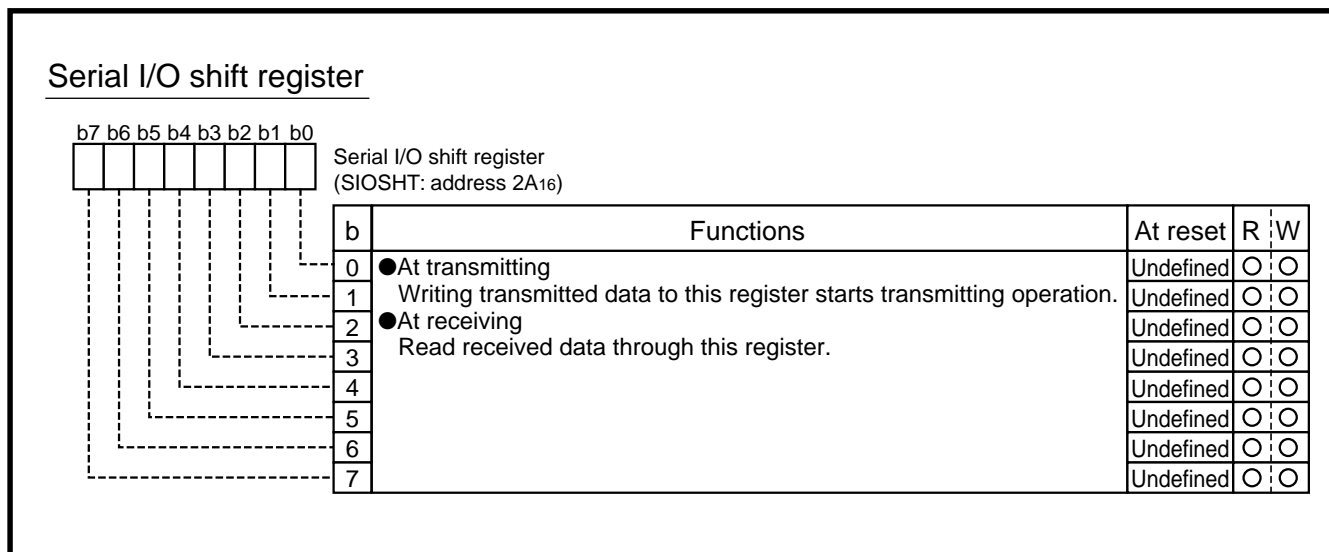 Serial I/O shift register
b7 b6 b5 b4 b3 b2 b1 b0
Serial I/O shift register
(SIOSHT: address 2A16)
b Functions At reset R W
0 ●At transmitting Undefined ○ ○
1 Writing transmitted data to this register starts transmitting operation. Undefined ○ ○
2 ●At receiving Undefined ○ ○
3 Read received data through this register. Undefined ○ ○
4 Undefined ○ ○
5 Undefined ○ ○
6 Undefined ○ ○
7 Undefined ○ ○